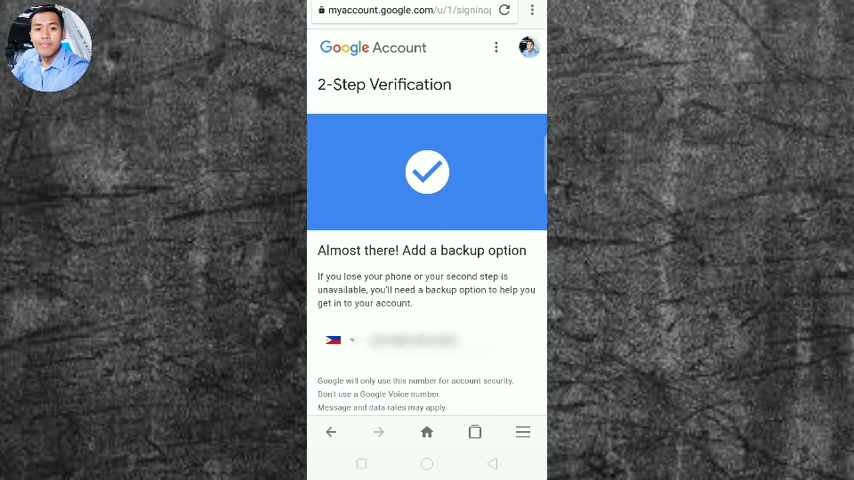 myaccount.google.com/u/1/signino
Google Account
2-Step Verification
Almost there! Add a backup option
If you lose your phone or your second step is
unavailable, you'll need a backup option to help you
get in to your account.
Google will only use this number for account security.
Don't use a Google Voice number.
Message and data rates may apply.